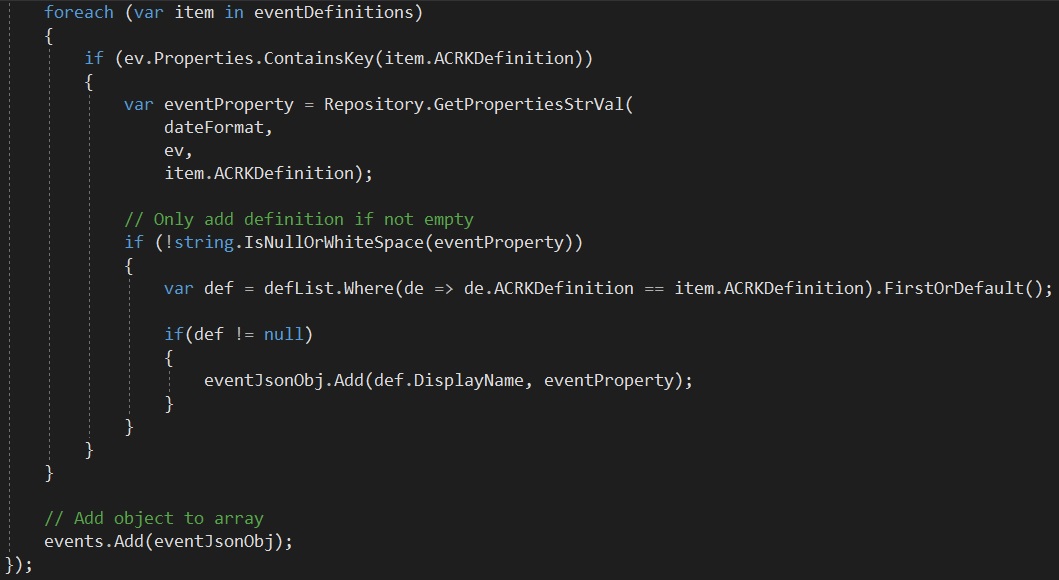 foreach (var item in eventDefinitions)
{
if (ev.Properties.ContainsKey(item.ACRKDefinition))
{
var eventProperty = Repository.GetPropertiesStrVal(
dateFormat,
ev,
item.ACRKDefinition);
// Only add definition if not empty
if (!string.IsNullOrWhiteSpace(eventProperty))
{
var def = defList.Where(de => de.ACRKDefinition == item.ACRKDefinition).FirstOrDefault();
if(def != null)
{
eventJsonObj.Add(def.DisplayName, eventProperty);
}
}
}
}
// Add object to array
events.Add(eventJsonObj);
});